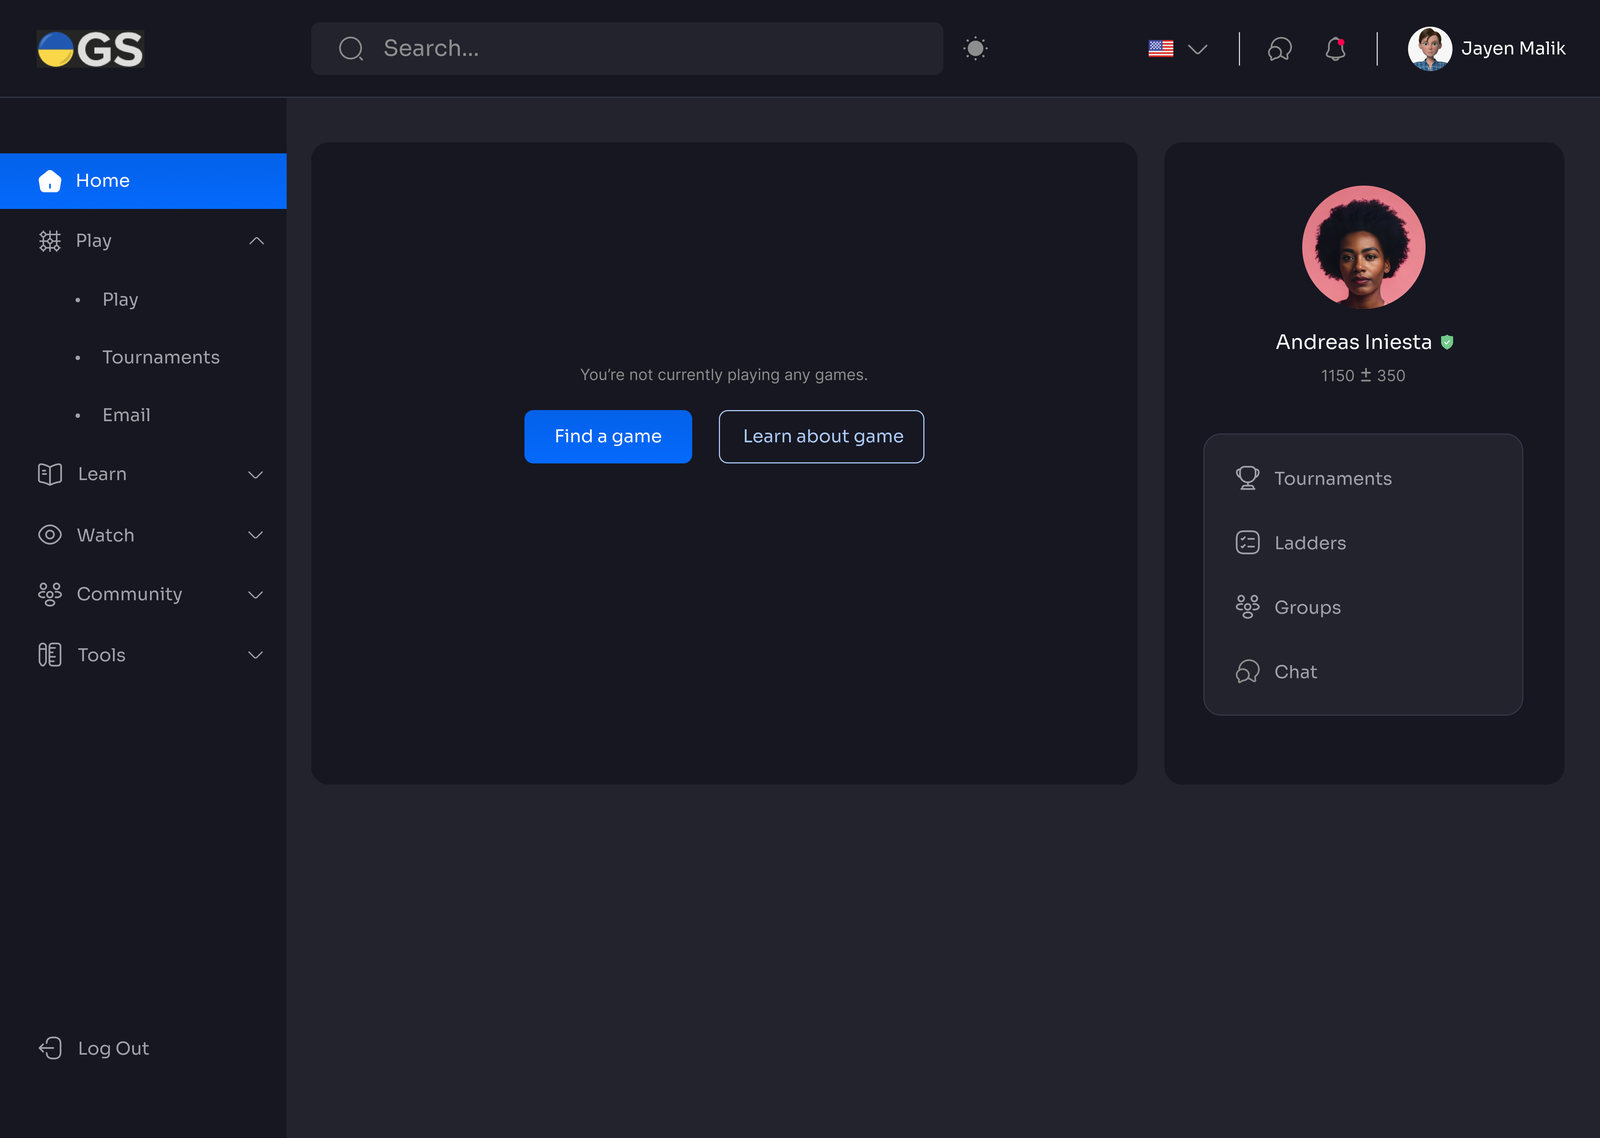 GS
Search...
Jayen Malik
Home
Play
Play
Tournaments
Email
Learn
Watch
Community
Tools
Log Out
You're not currently playing any games.
Find a game
Learn about game
Andreas Iniesta
1150 ± 350
Tournaments
Ladders
Groups
Chat